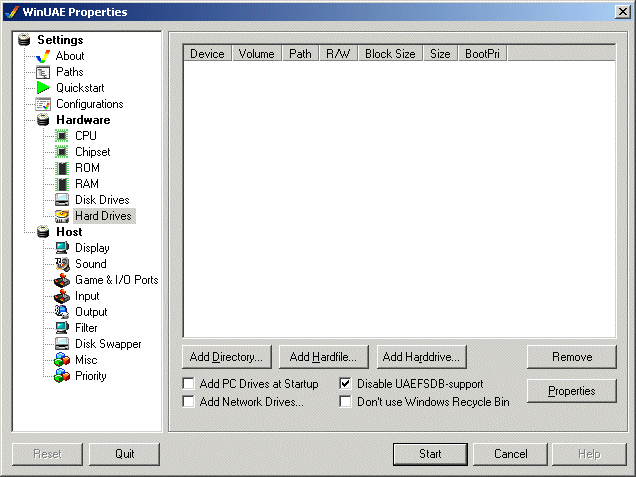 WinUAE Properties
Settings
About
Paths
Quickstart
Configurations
Hardware
CPU
Chipset
ROM
RAM
Disk Drives
Hard Drives
Host
Display
Sound
Game & I/O Ports
Input
Output
Filter
Disk Swapper
Misc
Priority
Device Volume Path R/W Block Size Size BootPri
Add Directory... Add Hardfile... Add Harddrive... Remove
Add PC Drives at Startup Disable UAEFSDB-support
Add Network Drives... Don't use Windows Recycle Bin Properties
Reset Quit Start Cancel Help